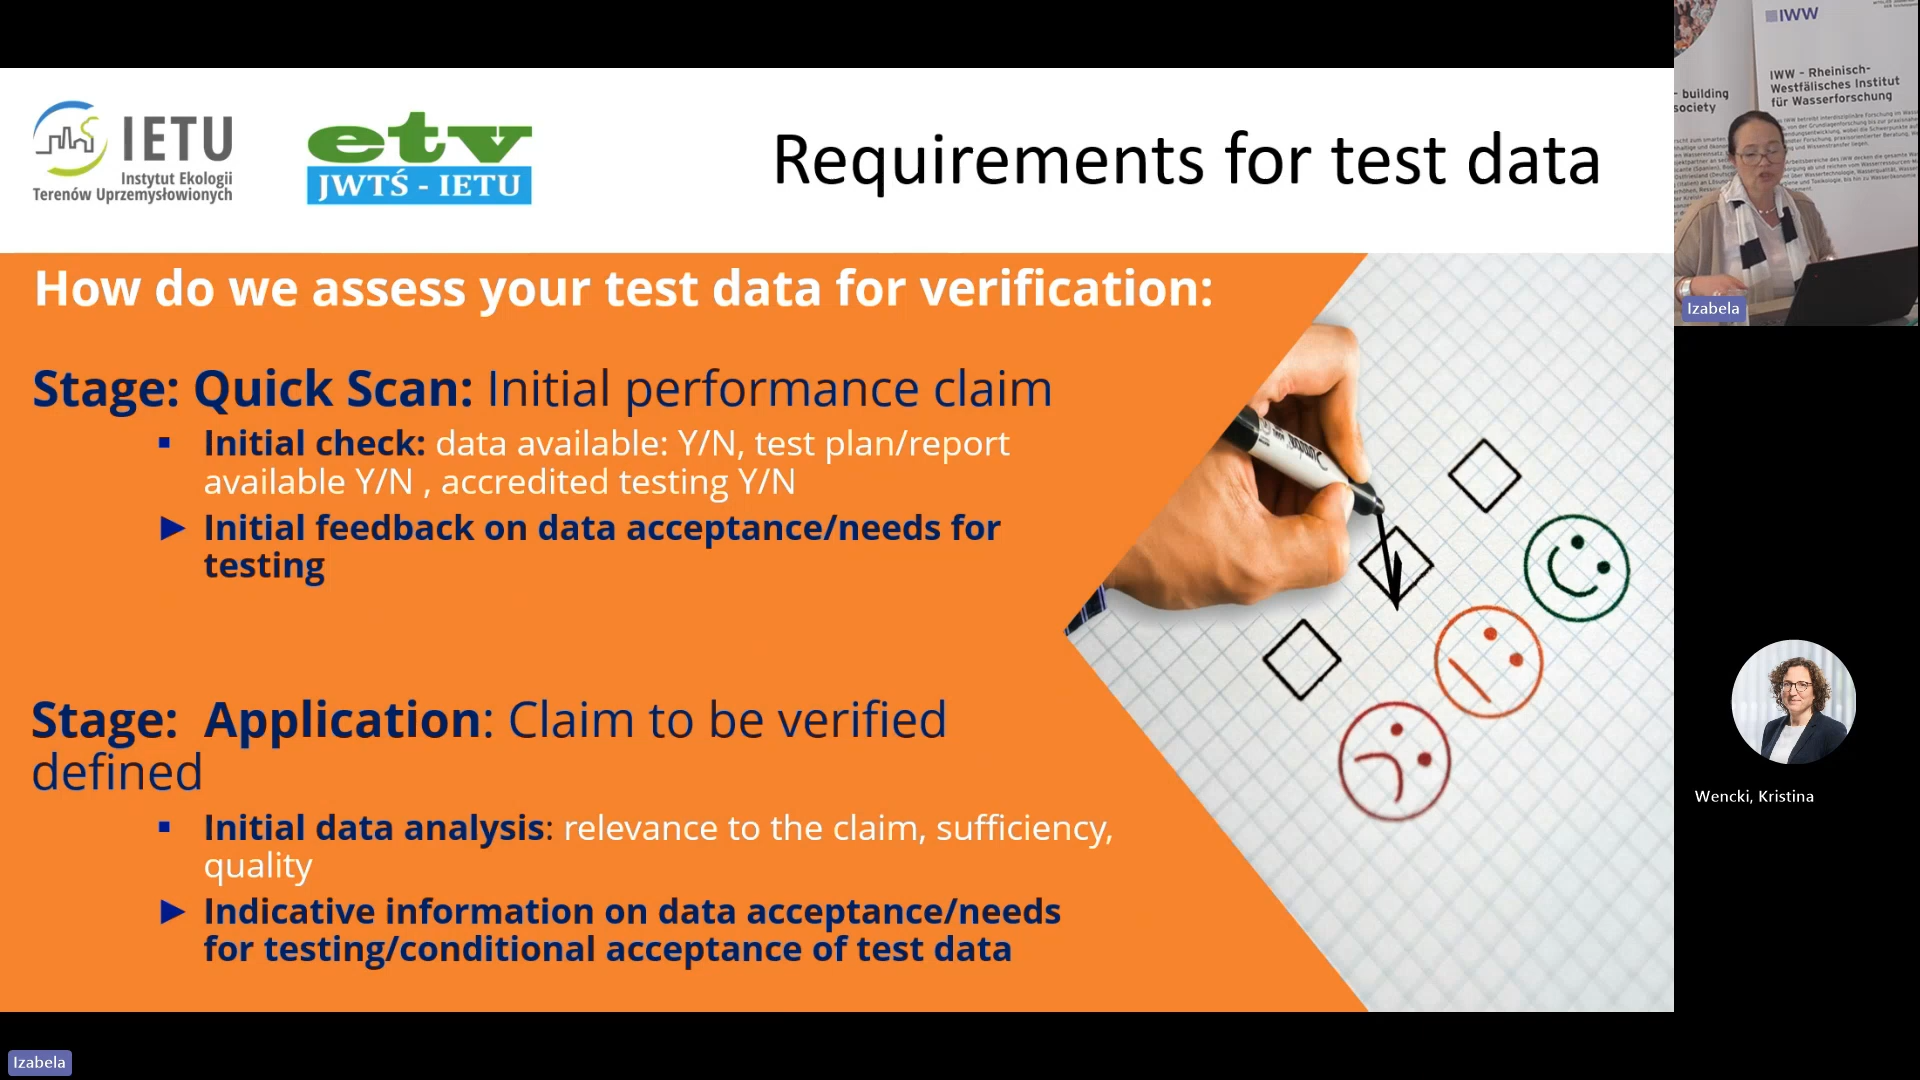 IETU
Instytut Ekologii
Terenów Uprzemysłowionych
etv
JWTŚ - IETU
Requirements for test data
How do we assess your test data for verification:
Stage: Quick Scan: Initial performance claim
Initial check: data available: Y/N, test plan/report
available Y/N , accredited testing Y/N
Initial feedback on data acceptance/needs for
testing
Stage: Application: Claim to be verified
defined
Initial data analysis: relevance to the claim, sufficiency,
quality
Indicative information on data acceptance/needs
for testing/conditional acceptance of test data
IWW
IWW - Rheinisch-
Westfälisches Institut
für Wasserforschung
building
society
Izabela
Wencki, Kristina
Izabela